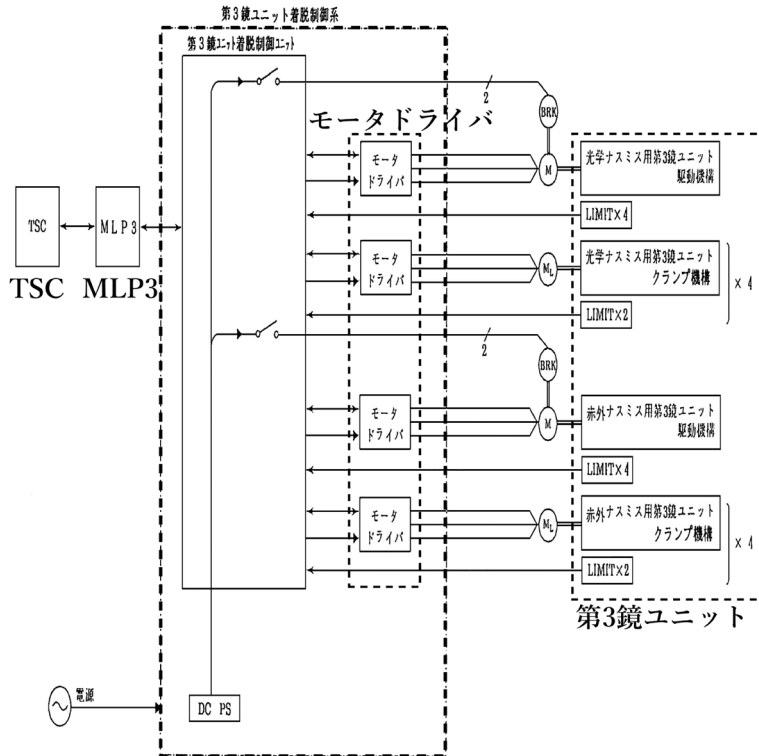 第3鏡ユニット着脱制御系
第3鏡ユニット着脱制御ユニット
2
BRK
モータドライバ
モータ
ドライバ
M
光学ナスミス用第3鏡ユニット
駆動機構
LIMIT×4
TSC
MLP3
TSC MLP3
モータ
ドライバ
ML
光学ナスミス用第3鏡ユニット
クランプ機構
× 4
LIMIT×2
2
BRK
モータ
ドライバ
M
赤外ナスミス用第3鏡ユニット
駆動機構
LIMIT×4
モータ
ドライバ
ML
赤外ナスミス用第3鏡ユニット
クランプ機構
× 4
LIMIT×2
第3鏡ユニット
電源
DC PS